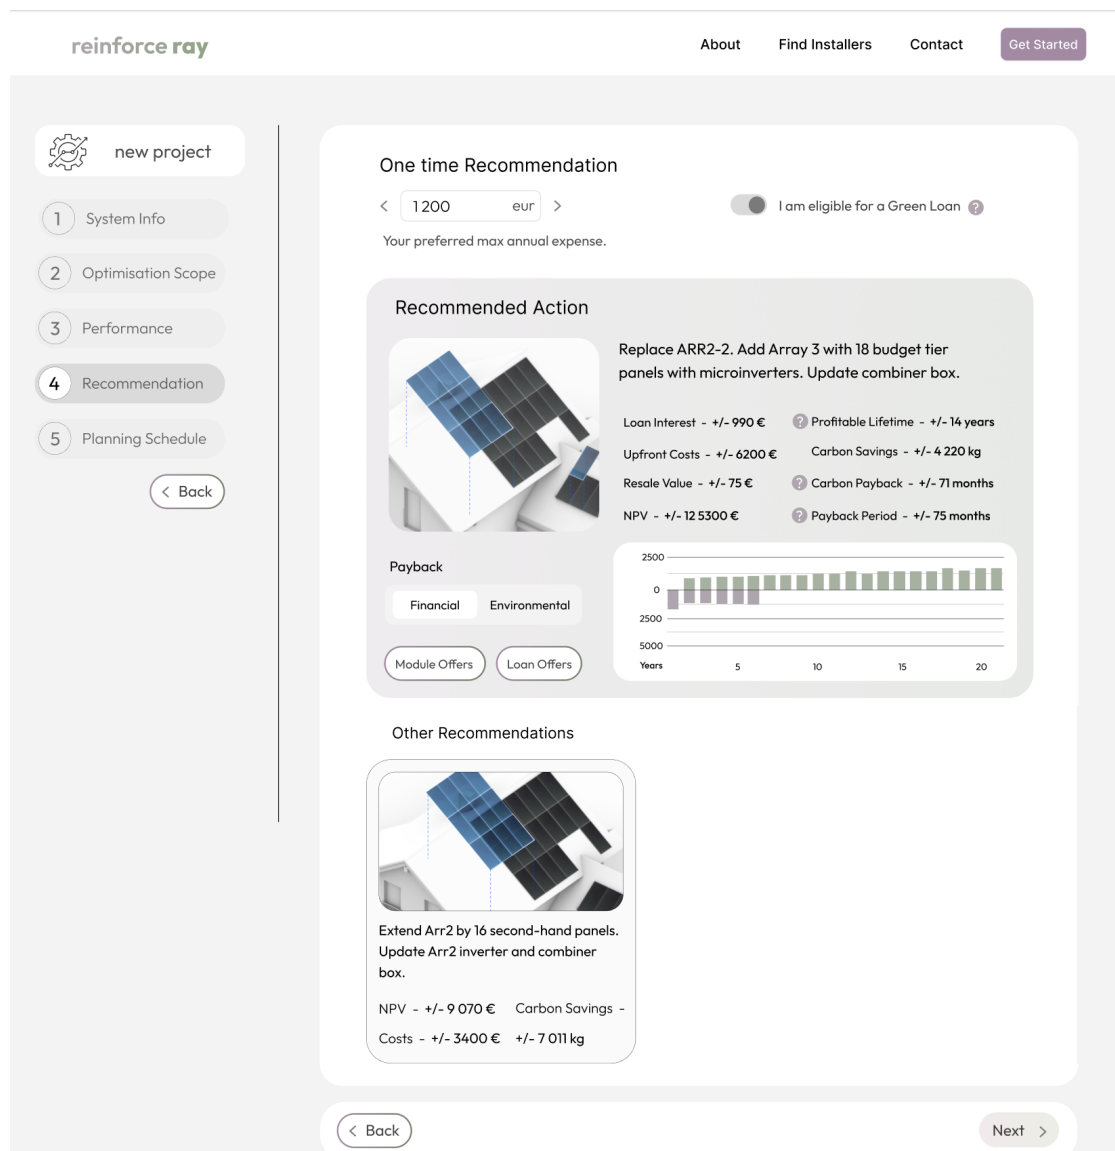 reinforce ray
About
Find Installers
Contact
Get Started
new project
1 System Info
2 Optimisation Scope
3 Performance
4 Recommendation
5 Planning Schedule
< Back
One time Recommendation
< 1 200 eur >
I am eligible for a Green Loan ?
Your preferred max annual expense.
Recommended Action
Replace ARR2-2. Add Array 3 with 18 budget tier
panels with microinverters. Update combiner box.
Loan Interest - +/- 990 €
? Profitable Lifetime - +/- 14 years
Upfront Costs - +/- 6200 €
Carbon Savings - +/- 4 220 kg
Resale Value - +/- 75 €
? Carbon Payback - +/- 71 months
NPV - +/- 12 5300 €
? Payback Period - +/- 75 months
Payback
Financial
Environmental
Module Offers
Loan Offers
2500
0
2500
5000
Years 5 10 15 20
Other Recommendations
Extend Arr2 by 16 second-hand panels.
Update Arr2 inverter and combiner
box.
NPV - +/- 9 070 €
Carbon Savings -
Costs - +/- 3400 €
+/- 7 011 kg
< Back
Next >